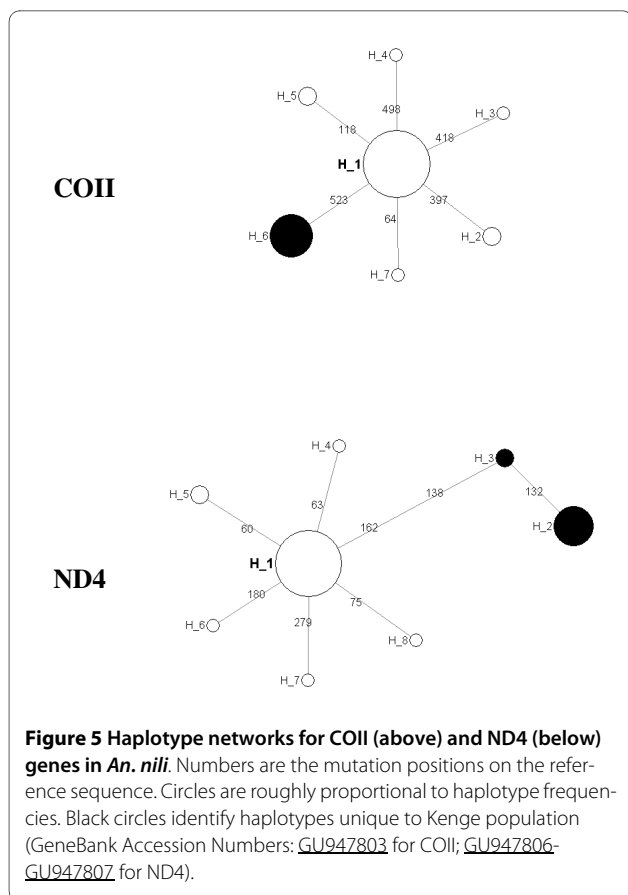 H_4
H_5
498
H_3
118
418
H_1
COII
523
397
64
H_6
H_2
H_7
H_4
H_3
H_5
138
132
63
162
H_2
60
H_1
ND4
180
75
279
H_6
H_8
H_7
Figure 5 Haplotype networks for COII (above) and ND4 (below)
genes in An. nili. Numbers are the mutation positions on the refer-
ence sequence. Circles are roughly proportional to haplotype frequen-
cies. Black circles identify haplotypes unique to Kenge population
(GeneBank Accession Numbers: GU947803 for COII; GU947806-
GU947807 for ND4).